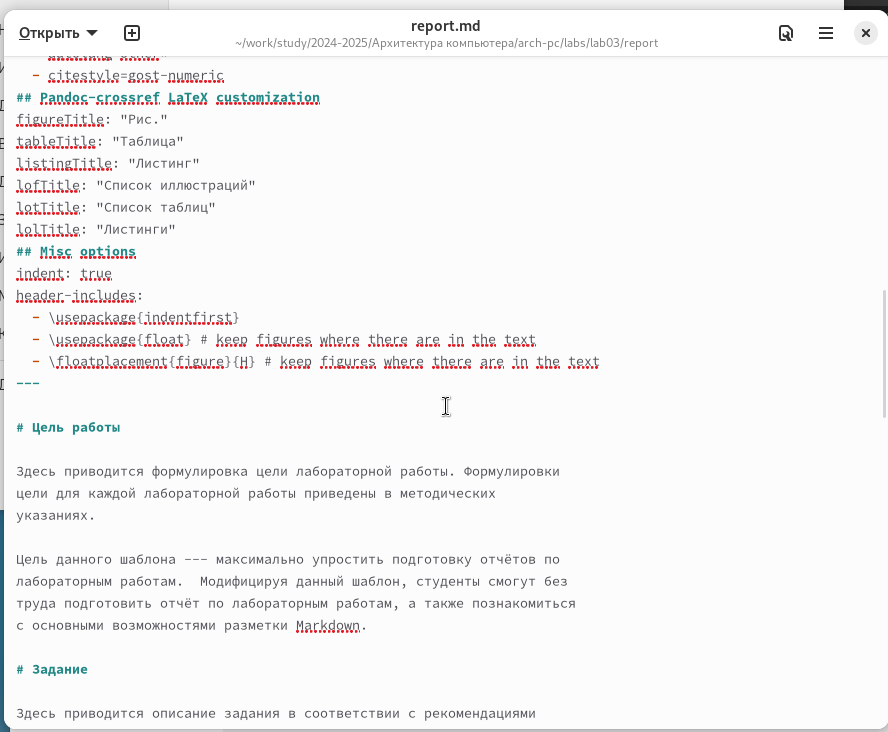 Открыть
report.md
~/work/study/2024-2025/Архитектура компьютера/arch-pc/labs/lab03/report
- citestyle=gost-numeric
## Pandoc-crossref LaTeX customization
figureTitle: "Рис."
tableTitle: "Таблица"
listingTitle: "Листинг"
lofTitle: "Список иллюстраций"
lotTitle: "Список таблиц"
lolTitle: "Листинги"
## Misc options
indent: true
header-includes:
- \usepackage{indentfirst}
- \usepackage{float} # keep figures where there are in the text
- \floatplacement{figure}{H} # keep figures where there are in the text
---
# Цель работы
Здесь приводится формулировка цели лабораторной работы. Формулировки
цели для каждой лабораторной работы приведены в методических
указаниях.
Цель данного шаблона --- максимально упростить подготовку отчётов по
лабораторным работам.  Модифицируя данный шаблон, студенты смогут без
труда подготовить отчёт по лабораторным работам, а также познакомиться
с основными возможностями разметки Markdown.
# Задание
Здесь приводится описание задания в соответствии с рекомендациями